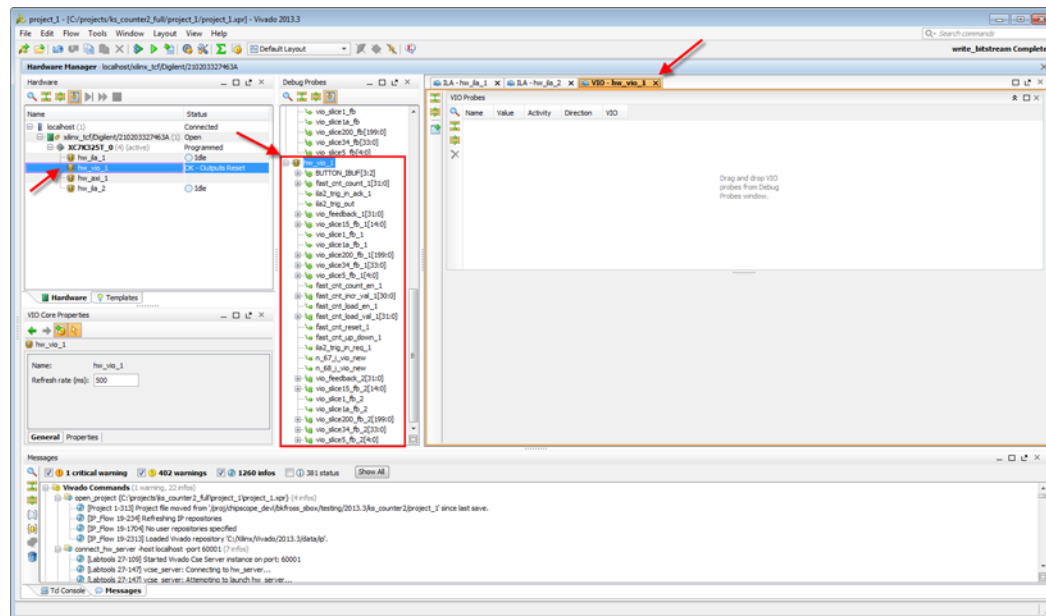 project_1 - [C:/projects/ks_counter2_full/project_1/project_1.xpr] - Vivado 2013.3
File Edit Flow Tools Window Layout View Help
Search commands
Default Layout
write_bitstream Complete
Hardware Manager localhost/xilinx_tcf/Digilent/210203327463A
Hardware
Name Status
localhost (1) Connected
xilinx_tcf/Digilent/210203327463A (1) Open
XC7K325T_0 (4) (active) Programmed
hw_ila_1 Idle
hw_vio_1 OK - Outputs Reset
hw_axi_1
hw_ila_2 Idle
Hardware Templates
VIO Core Properties
hw_vio_1
Name: hw_vio_1
Refresh rate (ms): 500
General Properties
Debug Probes
vio_slice1_fb
vio_slice1a_fb
vio_slice200_fb[199:0]
vio_slice34_fb[33:0]
vio_slice5_fb[4:0]
hw_vio_1
BUTTON_IBUF[3:2]
fast_cnt_count_1[31:0]
ila2_trig_in_ack_1
ila2_trig_out
vio_feedback_1[31:0]
vio_slice15_fb_1[14:0]
vio_slice1_fb_1
vio_slice1a_fb_1
vio_slice200_fb_1[199:0]
vio_slice34_fb_1[33:0]
vio_slice5_fb_1[4:0]
fast_cnt_count_en_1
fast_cnt_incr_val_1[30:0]
fast_cnt_load_en_1
fast_cnt_load_val_1[31:0]
fast_cnt_reset_1
fast_cnt_up_down_1
ila2_trig_in_req_1
n_67_i_vio_new
n_68_i_vio_new
vio_feedback_2[31:0]
vio_slice15_fb_2[14:0]
vio_slice1_fb_2
vio_slice1a_fb_2
vio_slice200_fb_2[199:0]
vio_slice34_fb_2[33:0]
vio_slice5_fb_2[4:0]
ILA - hw_ila_1 ILA - hw_ila_2 VIO - hw_vio_1
VIO Probes
Name Value Activity Direction VIO
Drag and drop VIO
probes from Debug
Probes window.
Messages
1 critical warning 402 warnings 1260 infos 381 status Show All
Vivado Commands (1 warning, 22 infos)
open_project {C:\projects\ks_counter2_full\project_1\project_1.xpr} (4 infos)
[Project 1-313] Project file moved from '/proj/chipscope_dev/bkfross_sbox/testing/2013.3/ks_counter2/project_1' since last save.
[IP_Flow 19-234] Refreshing IP repositories
[IP_Flow 19-1704] No user repositories specified
[IP_Flow 19-2313] Loaded Vivado repository 'C:/Xilinx/Vivado/2013.3/data/ip'.
connect_hw_server -host localhost -port 60001 (7 infos)
[Labtools 27-109] Started Vivado Cse Server instance on port: 60001
[Labtools 27-147] vcse_server: Connecting to hw_server...
[Labtools 27-147] vcse_server: Attempting to launch hw_server...
Tcl Console Messages